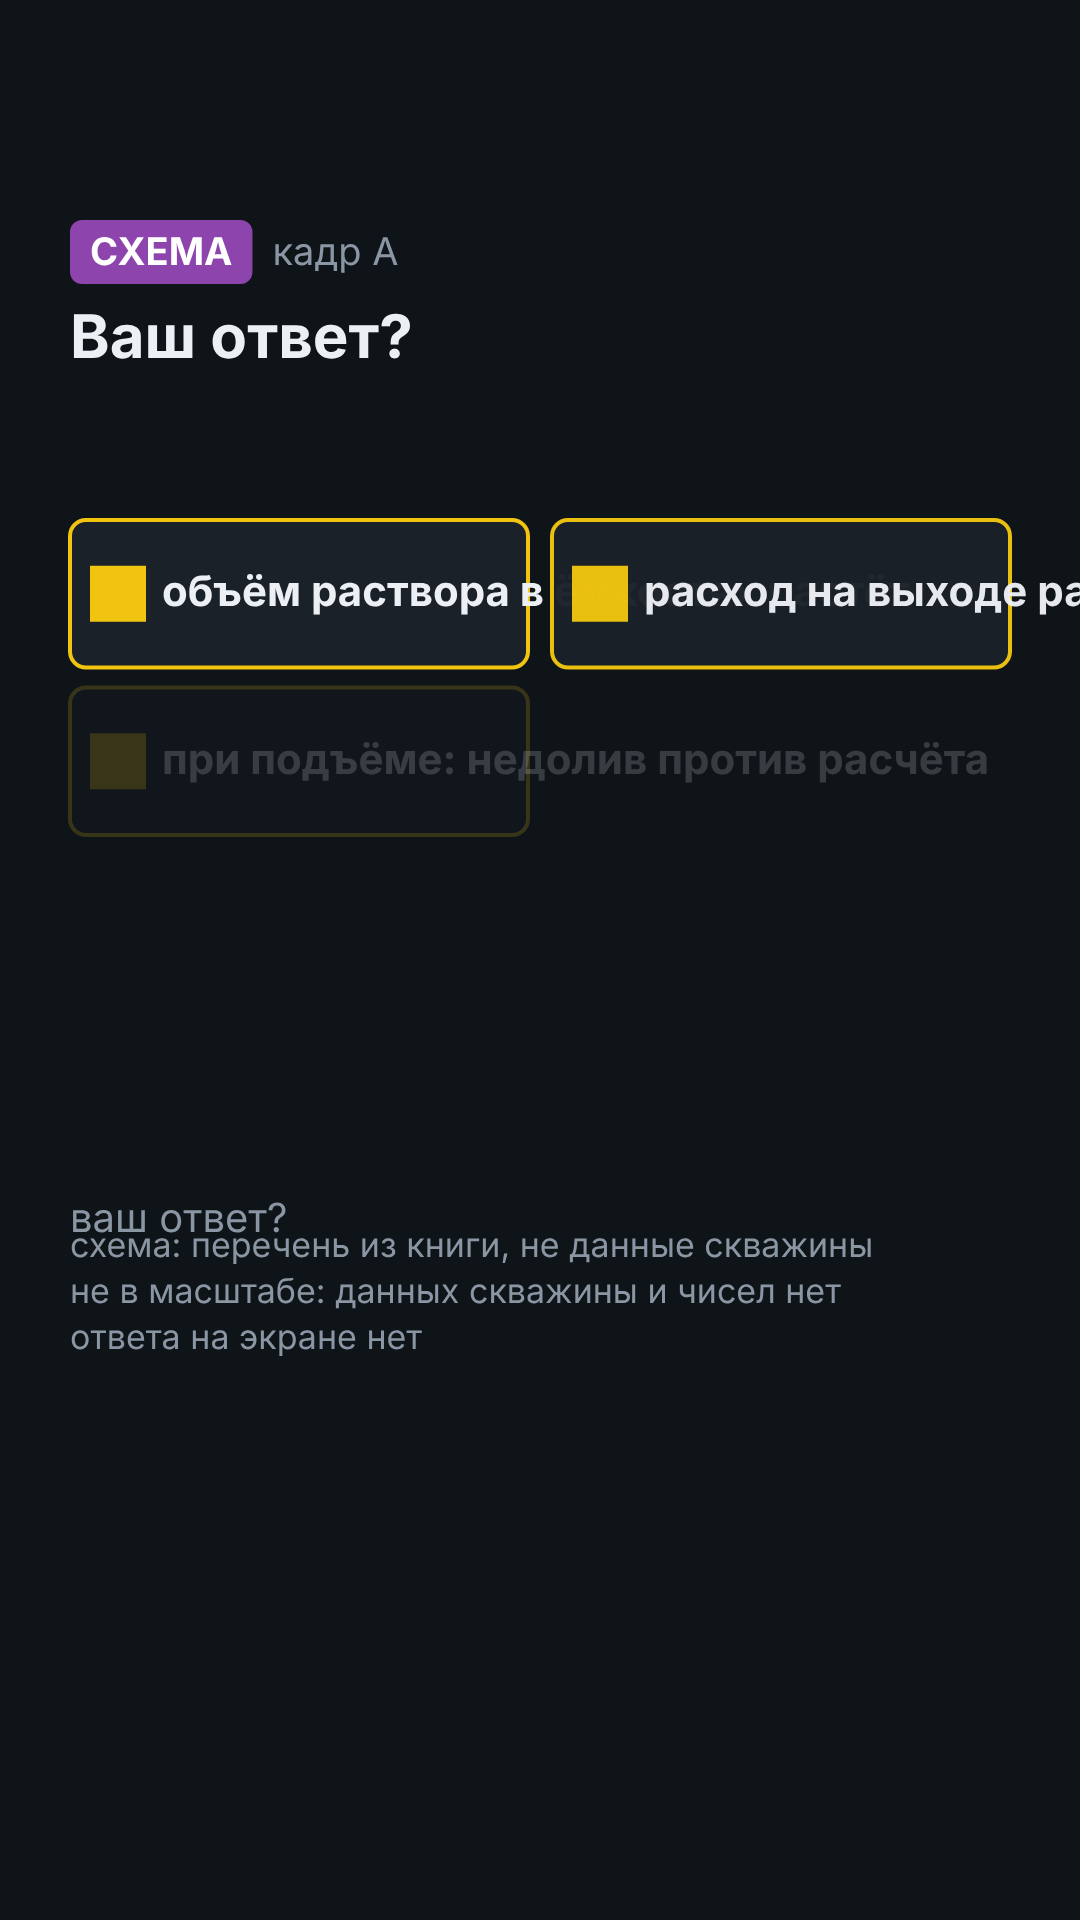 СХЕМА кадр А
Ваш ответ?
объём раствора в
расход на выходе
при подъёме: недолив против расчёта
ваш ответ?
схема: перечень из книги, не данные скважины
не в масштабе: данных скважины и чисел нет
ответа на экране нет